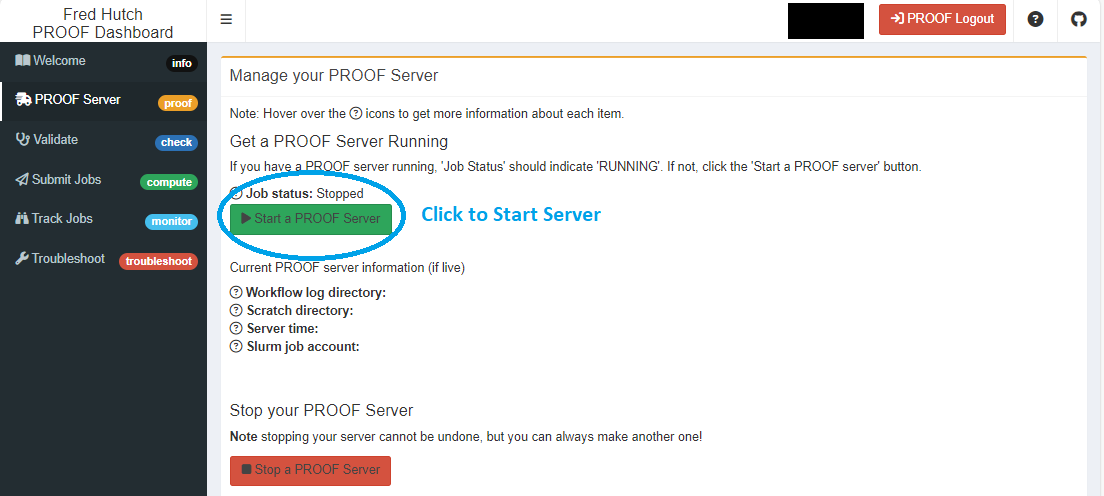 Fred Hutch
PROOF Dashboard
PROOF Logout
Welcome info
PROOF Server proof
Validate check
Submit Jobs compute
Track Jobs monitor
Troubleshoot troubleshoot
Manage your PROOF Server
Note: Hover over the ? icons to get more information about each item.
Get a PROOF Server Running
If you have a PROOF server running, 'Job Status' should indicate 'RUNNING'. If not, click the 'Start a PROOF server' button.
Job status: Stopped
Start a PROOF Server
Click to Start Server
Current PROOF server information (if live)
Workflow log directory:
Scratch directory:
Server time:
Slurm job account:
Stop your PROOF Server
Note stopping your server cannot be undone, but you can always make another one!
Stop a PROOF Server